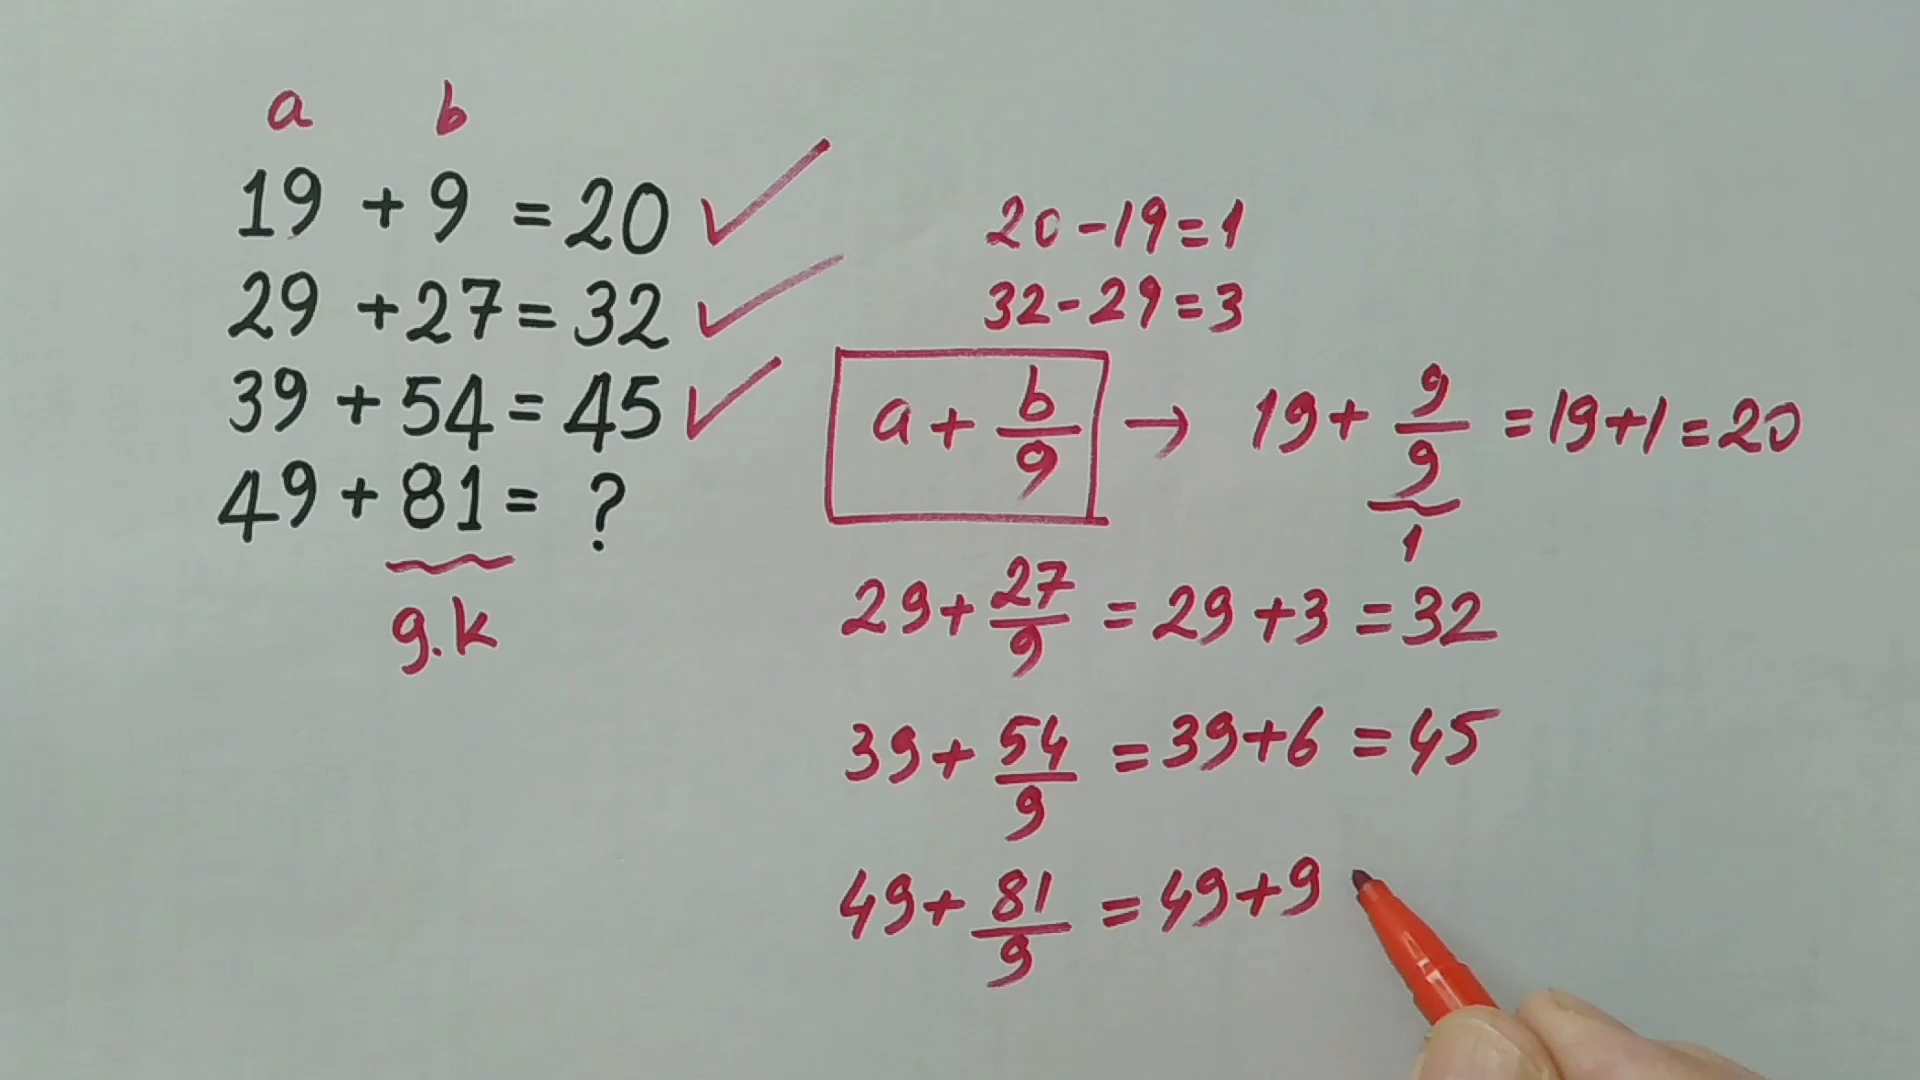 a b
19 + 9 = 20
29 + 27 = 32
39 + 54 = 45
49 + 81 = ?
9.k
20 - 19 = 1
32 - 29 = 3
a + b/9 → 19 + 9/9 = 19 + 1 = 20
1
29 + 27/9 = 29 + 3 = 32
39 + 54/9 = 39 + 6 = 45
49 + 81/9 = 49 + 9